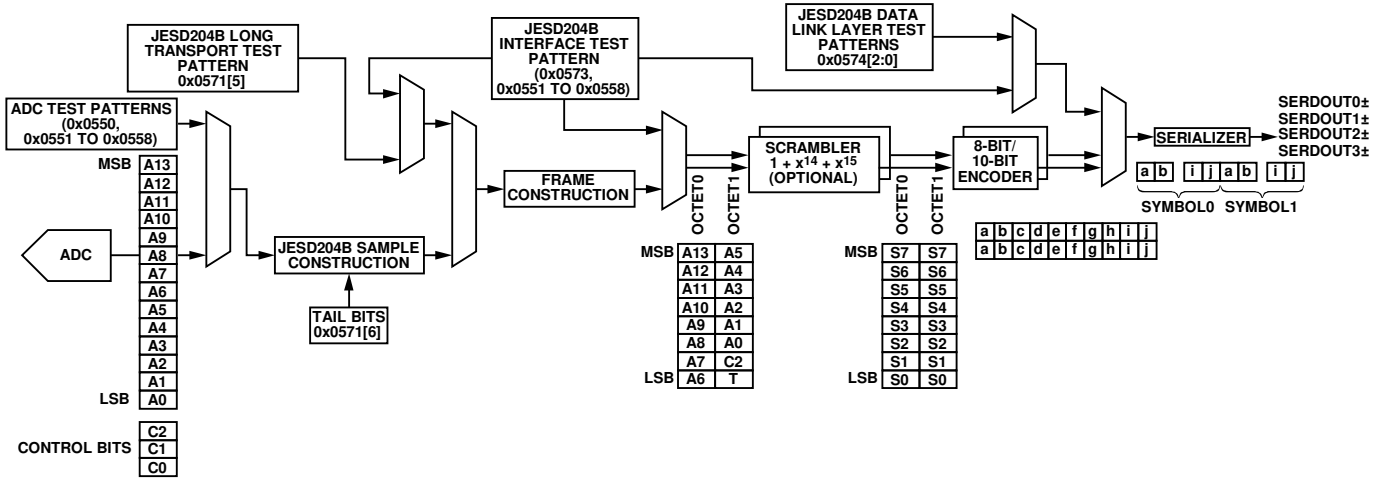 JESD204B LONG
TRANSPORT TEST
PATTERN
0x0571[5]
JESD204B
INTERFACE TEST
PATTERN
(0x0573,
0x0551 TO 0x0558)
JESD204B DATA
LINK LAYER TEST
PATTERNS
0x0574[2:0]
ADC TEST PATTERNS
(0x0550,
0x0551 TO 0x0558)
MSB
A13
A12
A11
A10
A9
A8
A7
A6
A5
A4
A3
A2
A1
LSB A0
CONTROL BITS
C2
C1
C0
ADC
JESD204B SAMPLE
CONSTRUCTION
TAIL BITS
0x0571[6]
FRAME
CONSTRUCTION
OCTET0
OCTET1
MSB A13 A5
A12 A4
A11 A3
A10 A2
A9 A1
A8 A0
A7 C2
LSB A6 T
SCRAMBLER
1 + x14 + x15
(OPTIONAL)
OCTET0
OCTET1
MSB S7 S7
S6 S6
S5 S5
S4 S4
S3 S3
S2 S2
S1 S1
LSB S0 S0
8-BIT/
10-BIT
ENCODER
a b c d e f g h i j
a b c d e f g h i j
SERIALIZER
SERDOUT0±
SERDOUT1±
SERDOUT2±
SERDOUT3±
a b i j a b i j
SYMBOL0 SYMBOL1